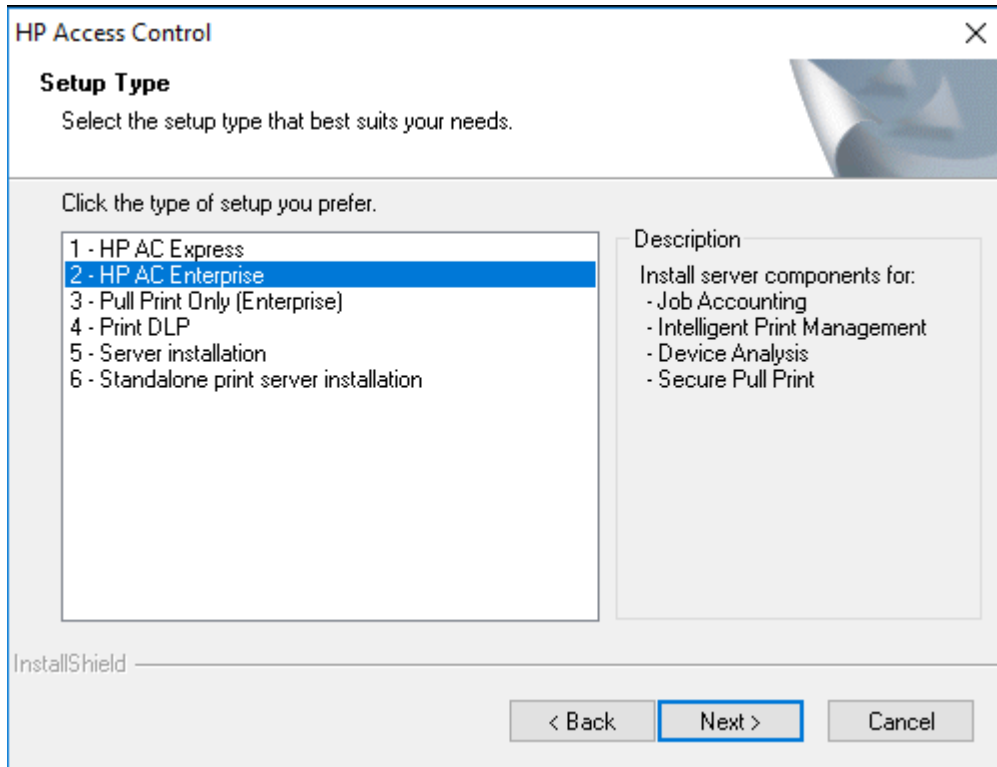 HP Access Control
Setup Type
Select the setup type that best suits your needs.
Click the type of setup you prefer.
1 - HP AC Express
2 - HP AC Enterprise
3 - Pull Print Only (Enterprise)
4 - Print DLP
5 - Server installation
6 - Standalone print server installation
Description
Install server components for:
- Job Accounting
- Intelligent Print Management
- Device Analysis
- Secure Pull Print
InstallShield
< Back
Next >
Cancel